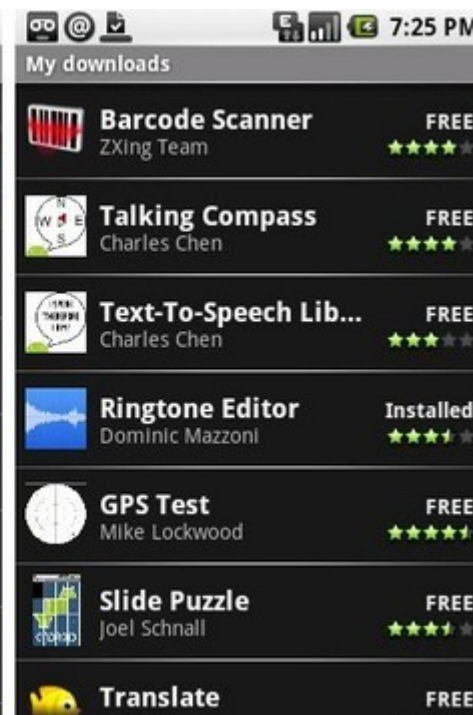 7:25 PM
My downloads
Barcode Scanner
FREE
ZXing Team
Talking Compass
FREE
Charles Chen
Text-To-Speech Lib...
FREE
Charles Chen
Ringtone Editor
Installed
Dominic Mazzoni
GPS Test
FREE
Mike Lockwood
Slide Puzzle
FREE
Joel Schnall
Translate
FREE